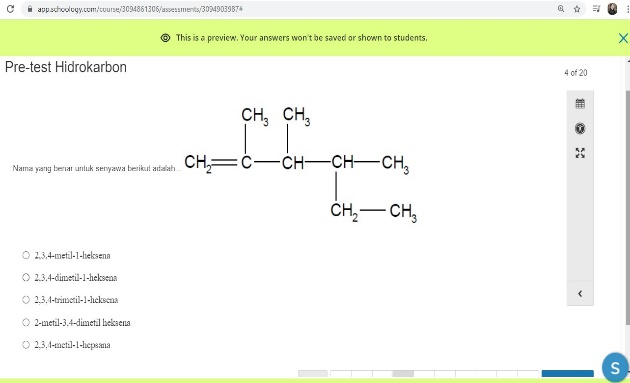 app.schoology.com/course/3094861306/assessments/3094903987#
This is a preview. Your answers won't be saved or shown to students.
Pre-test Hidrokarbon
4 of 20
CH3 CH3
Nama yang benar untuk senyawa berikut adalah... CH2=C—CH—CH—CH3
CH2—CH3
2,3,4-metil-1-heksena
2,3,4-dimetil-1-heksena
2,3,4-trimetil-1-heksena
2-metil-3,4-dimetil heksena
2,3,4-metil-1-hepsana
S